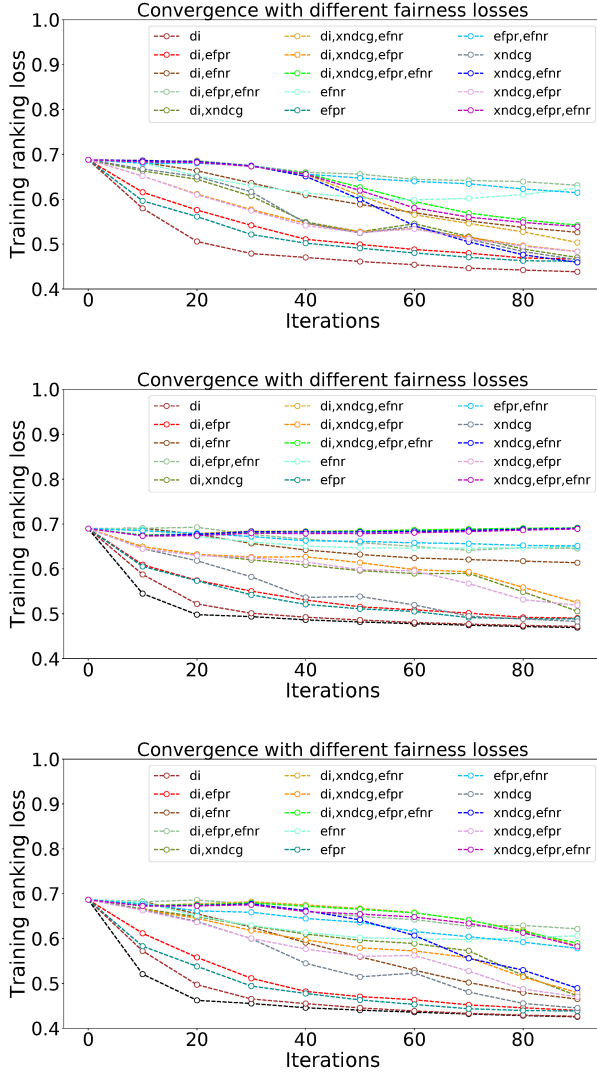 Convergence with different fairness losses
1.0
0.9
0.8
0.7
0.6
0.5
0.4
Training ranking loss
di di,xndcg,efnr efpr,efnr
di,efpr di,xndcg,efpr xndcg
di,efnr di,xndcg,efpr,efnr xndcg,efnr
di,efpr,efnr efnr xndcg,efpr
di,xndcg efpr xndcg,efpr,efnr
0 20 40 60 80
Iterations
Convergence with different fairness losses
1.0
0.9
0.8
0.7
0.6
0.5
0.4
Training ranking loss
di di,xndcg,efnr efpr,efnr
di,efpr di,xndcg,efpr xndcg
di,efnr di,xndcg,efpr,efnr xndcg,efnr
di,efpr,efnr efnr xndcg,efpr
di,xndcg efpr xndcg,efpr,efnr
0 20 40 60 80
Iterations
Convergence with different fairness losses
1.0
0.9
0.8
0.7
0.6
0.5
0.4
Training ranking loss
di di,xndcg,efnr efpr,efnr
di,efpr di,xndcg,efpr xndcg
di,efnr di,xndcg,efpr,efnr xndcg,efnr
di,efpr,efnr efnr xndcg,efpr
di,xndcg efpr xndcg,efpr,efnr
0 20 40 60 80
Iterations